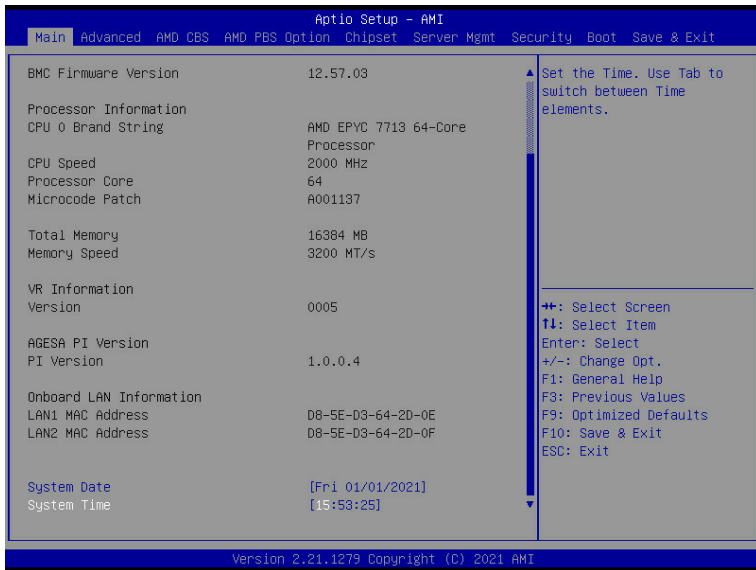 Aptio Setup – AMI
Main Advanced AMD CBS AMD PBS Option Chipset Server Mgmt Security Boot Save & Exit
BMC Firmware Version 12.57.03
Processor Information
CPU 0 Brand String AMD EPYC 7713 64-Core
Processor
CPU Speed 2000 MHz
Processor Core 64
Microcode Patch A001137
Total Memory 16384 MB
Memory Speed 3200 MT/s
VR Information
Version 0005
AGESA PI Version
PI Version 1.0.0.4
Onboard LAN Information
LAN1 MAC Address D8-5E-D3-64-2D-0E
LAN2 MAC Address D8-5E-D3-64-2D-0F
System Date [Fri 01/01/2021]
System Time [15:53:25]
Set the Time. Use Tab to
switch between Time
elements.
→←: Select Screen
↑↓: Select Item
Enter: Select
+/-: Change Opt.
F1: General Help
F3: Previous Values
F9: Optimized Defaults
F10: Save & Exit
ESC: Exit
Version 2.21.1279 Copyright (C) 2021 AMI